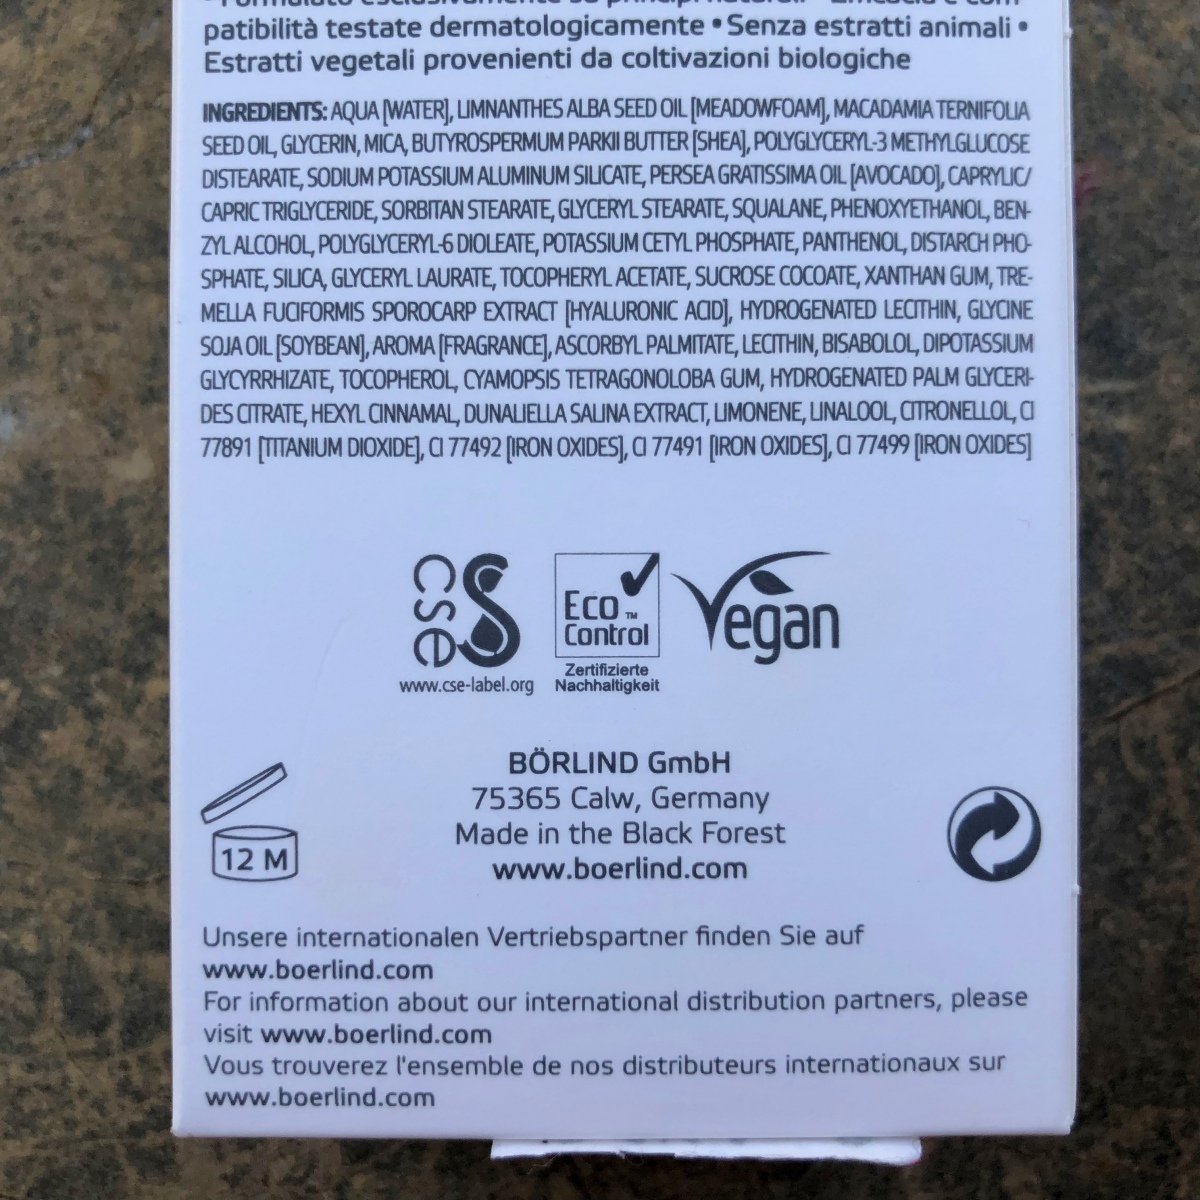 patibilità testate dermatologicamente • Senza estratti animali •
Estratti vegetali provenienti da coltivazioni biologiche
INGREDIENTS: AQUA [WATER], LIMNANTHES ALBA SEED OIL [MEADOWFOAM], MACADAMIA TERNIFOLIA
SEED OIL, GLYCERIN, MICA, BUTYROSPERMUM PARKII BUTTER [SHEA], POLYGLYCERYL-3 METHYLGLUCOSE
DISTEARATE, SODIUM POTASSIUM ALUMINUM SILICATE, PERSEA GRATISSIMA OIL [AVOCADO], CAPRYLIC/
CAPRIC TRIGLYCERIDE, SORBITAN STEARATE, GLYCERYL STEARATE, SQUALANE, PHENOXYETHANOL, BEN-
ZYL ALCOHOL, POLYGLYCERYL-6 DIOLEATE, POTASSIUM CETYL PHOSPHATE, PANTHENOL, DISTARCH PHO-
SPHATE, SILICA, GLYCERYL LAURATE, TOCOPHERYL ACETATE, SUCROSE COCOATE, XANTHAN GUM, TRE-
MELLA FUCIFORMIS SPOROCARP EXTRACT [HYALURONIC ACID], HYDROGENATED LECITHIN, GLYCINE
SOJA OIL [SOYBEAN], AROMA [FRAGRANCE], ASCORBYL PALMITATE, LECITHIN, BISABOLOL, DIPOTASSIUM
GLYCYRRHIZATE, TOCOPHEROL, CYAMOPSIS TETRAGONOLOBA GUM, HYDROGENATED PALM GLYCERI-
DES CITRATE, HEXYL CINNAMAL, DUNALIELLA SALINA EXTRACT, LIMONENE, LINALOOL, CITRONELLOL, CI
77891 [TITANIUM DIOXIDE], CI 77492 [IRON OXIDES], CI 77491 [IRON OXIDES], CI 77499 [IRON OXIDES]
cse
www.cse-label.org
Eco ™
Control
Zertifizierte
Nachhaltigkeit
Vegan
BÖRLIND GmbH
75365 Calw, Germany
Made in the Black Forest
www.boerlind.com
12 M
Unsere internationalen Vertriebspartner finden Sie auf
www.boerlind.com
For information about our international distribution partners, please
visit www.boerlind.com
Vous trouverez l'ensemble de nos distributeurs internationaux sur
www.boerlind.com